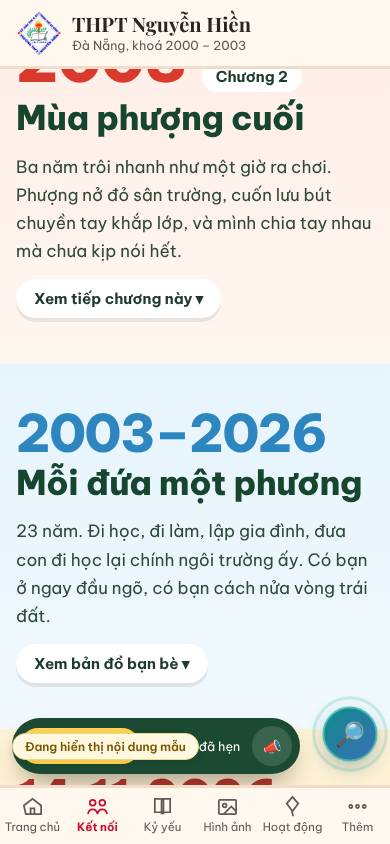 THPT Nguyễn Hiền
Đà Nẵng, khoá 2000 – 2003
Chương 2
Mùa phượng cuối
Ba năm trôi nhanh như một giờ ra chơi.
Phượng nở đỏ sân trường, cuốn lưu bút
chuyền tay khắp lớp, và mình chia tay nhau
mà chưa kịp nói hết.
Xem tiếp chương này ▾
2003–2026
Mỗi đứa một phương
23 năm. Đi học, đi làm, lập gia đình, đưa
con đi học lại chính ngôi trường ấy. Có bạn
ở ngay đầu ngõ, có bạn cách nửa vòng trái
đất.
Xem bản đồ bạn bè ▾
Đang hiển thị nội dung mẫu
đã hẹn
Trang chủ
Kết nối
Kỷ yếu
Hình ảnh
Hoạt động
Thêm